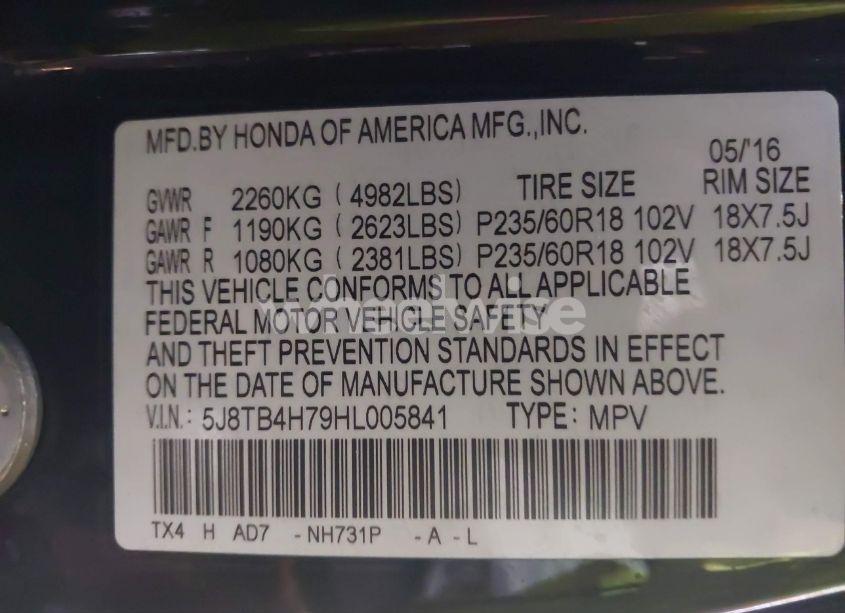 MFD.BY HONDA OF AMERICA MFG.,INC.
05/'16
GVWR 2260KG ( 4982LBS) TIRE SIZE RIM SIZE
GAWR F 1190KG ( 2623LBS) P235/60R18 102V 18X7.5J
GAWR R 1080KG ( 2381LBS) P235/60R18 102V 18X7.5J
THIS VEHICLE CONFORMS TO ALL APPLICABLE
FEDERAL MOTOR VEHICLE SAFETY
AND THEFT PREVENTION STANDARDS IN EFFECT
ON THE DATE OF MANUFACTURE SHOWN ABOVE.
V.I.N.: 5J8TB4H79HL005841 TYPE: MPV
TX4 H AD7 -NH731P -A -L
wheelwise